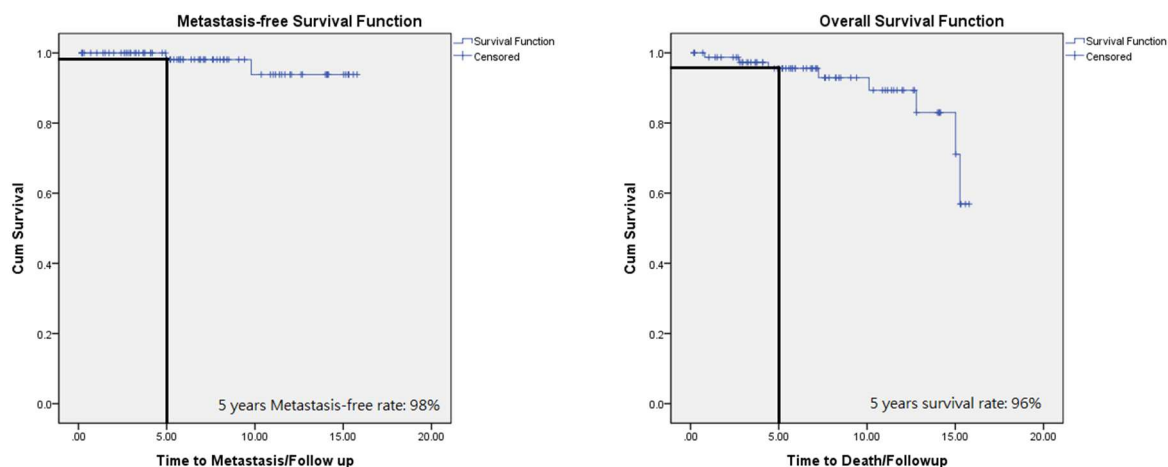 Metastasis-free Survival Function
Survival Function
Censored
Cum Survival
1.0
0.8
0.6
0.4
0.2
0.0
5 years Metastasis-free rate: 98%
.00 5.00 10.00 15.00 20.00
Time to Metastasis/Follow up
Overall Survival Function
Survival Function
Censored
Cum Survival
1.0
0.8
0.6
0.4
0.2
0.0
5 years survival rate: 96%
.00 5.00 10.00 15.00 20.00
Time to Death/Followup